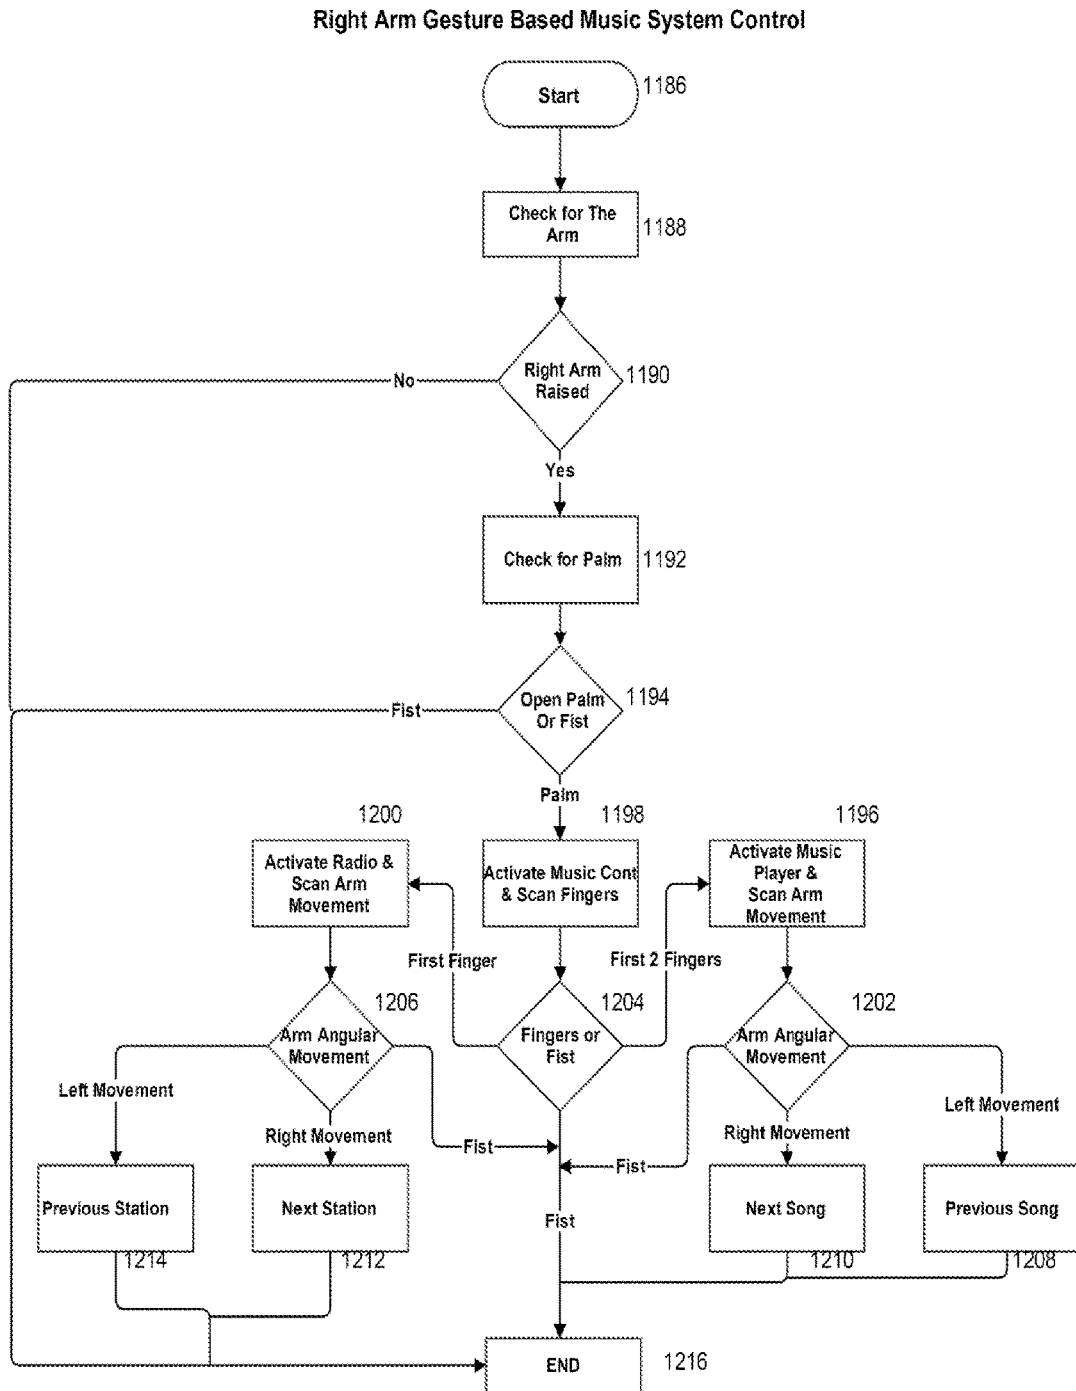 Right Arm Gesture Based Music System Control
Start
1186
Check for The
Arm
1188
Right Arm
Raised
1190
No
Yes
Check for Palm
1192
Open Palm
Or Fist
1194
Fist
Palm
1200
1198
1196
Activate Radio &
Scan Arm
Movement
Activate Music Cont
& Scan Fingers
Activate Music
Player &
Scan Arm
Movement
First Finger
First 2 Fingers
1206
1204
1202
Arm Angular
Movement
Fingers or
Fist
Arm Angular
Movement
Left Movement
Right Movement
Fist
Fist
Right Movement
Left Movement
Previous Station
Next Station
Fist
Next Song
Previous Song
1214
1212
1210
1208
END
1216